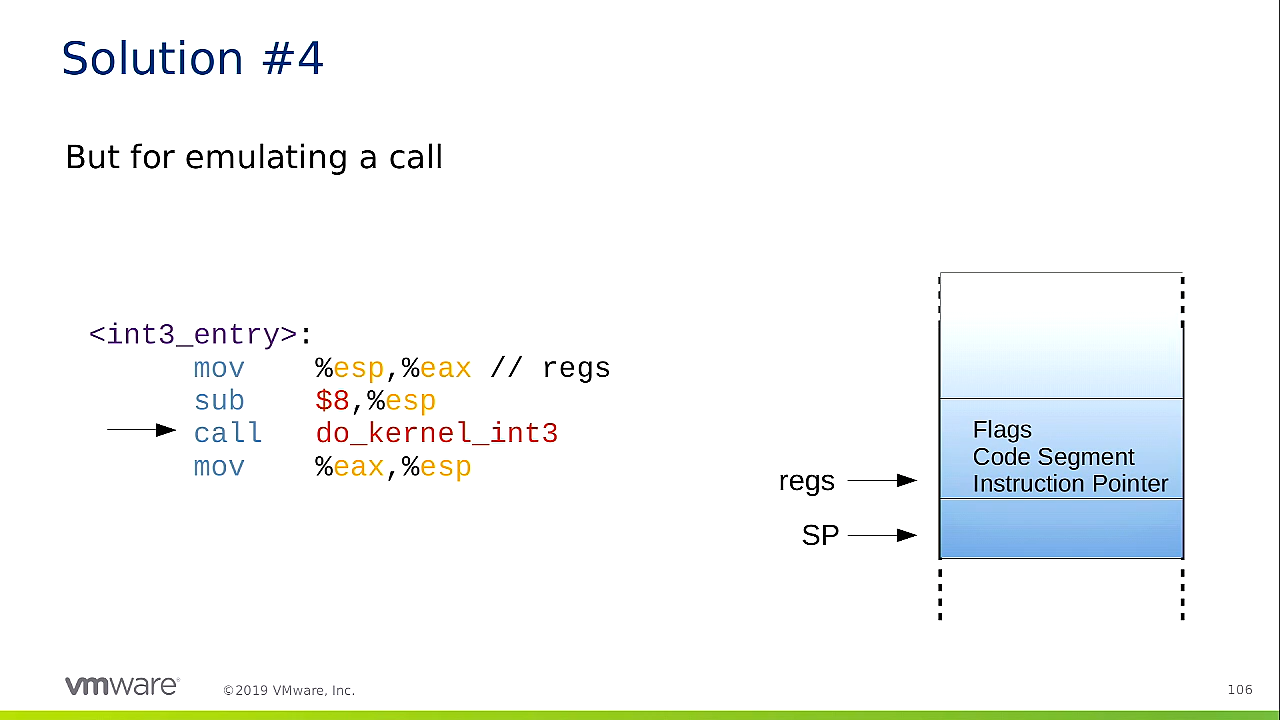 Solution #4
But for emulating a call
<int3_entry>:
mov %esp,%eax // regs
sub $8,%esp
call do_kernel_int3
mov %eax,%esp
Flags
Code Segment
Instruction Pointer
regs
SP
vmware
©2019 VMware, Inc.
106